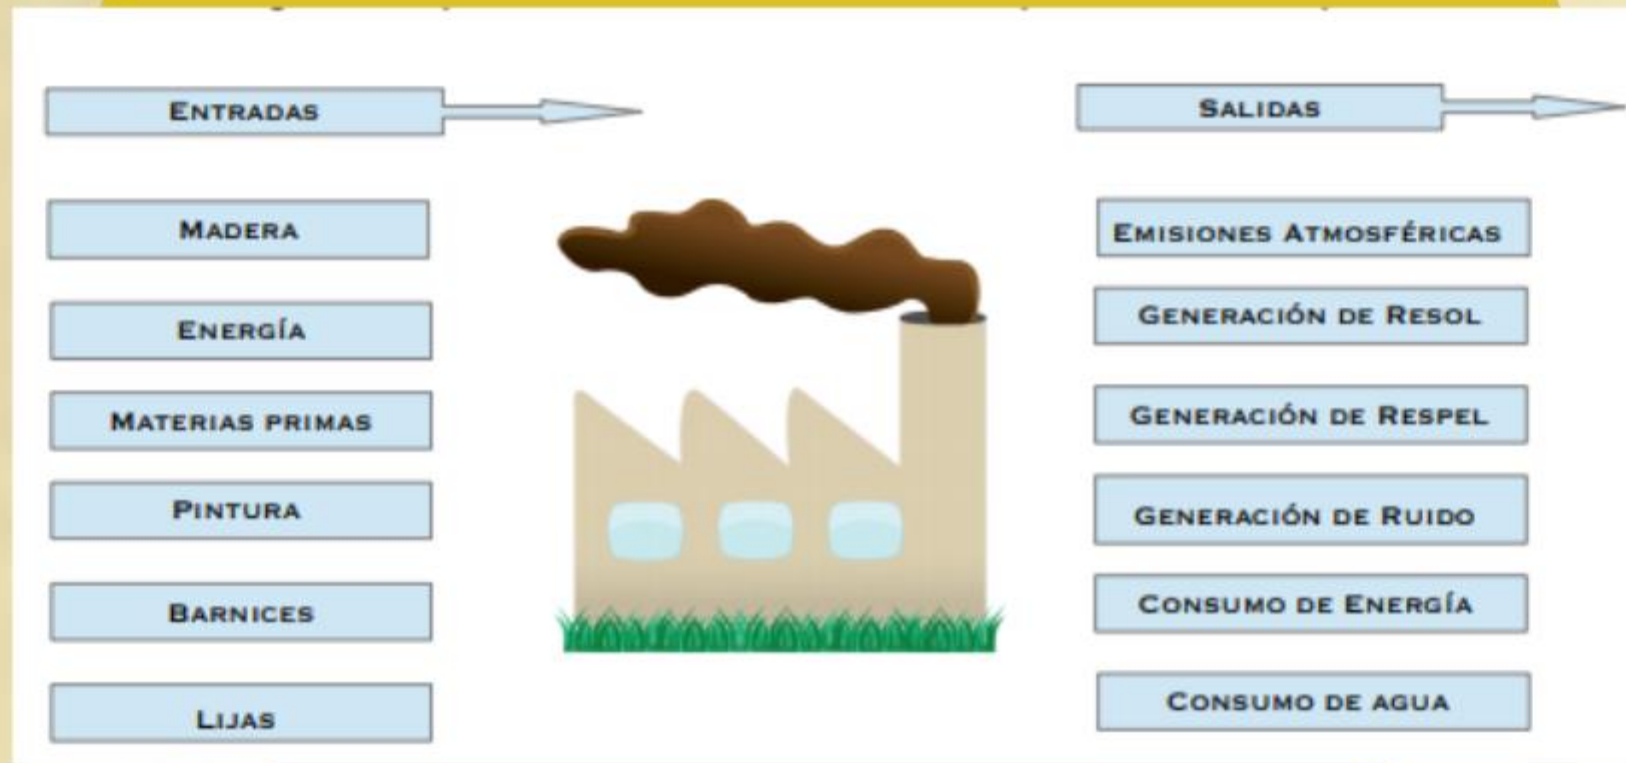 ENTRADAS
MADERA
ENERGÍA
MATERIAS PRIMAS
PINTURA
BARNICES
LIJAS
SALIDAS
EMISIONES ATMOSFÉRICAS
GENERACIÓN DE RESOL
GENERACIÓN DE RESPEL
GENERACIÓN DE RUIDO
CONSUMO DE ENERGÍA
CONSUMO DE AGUA